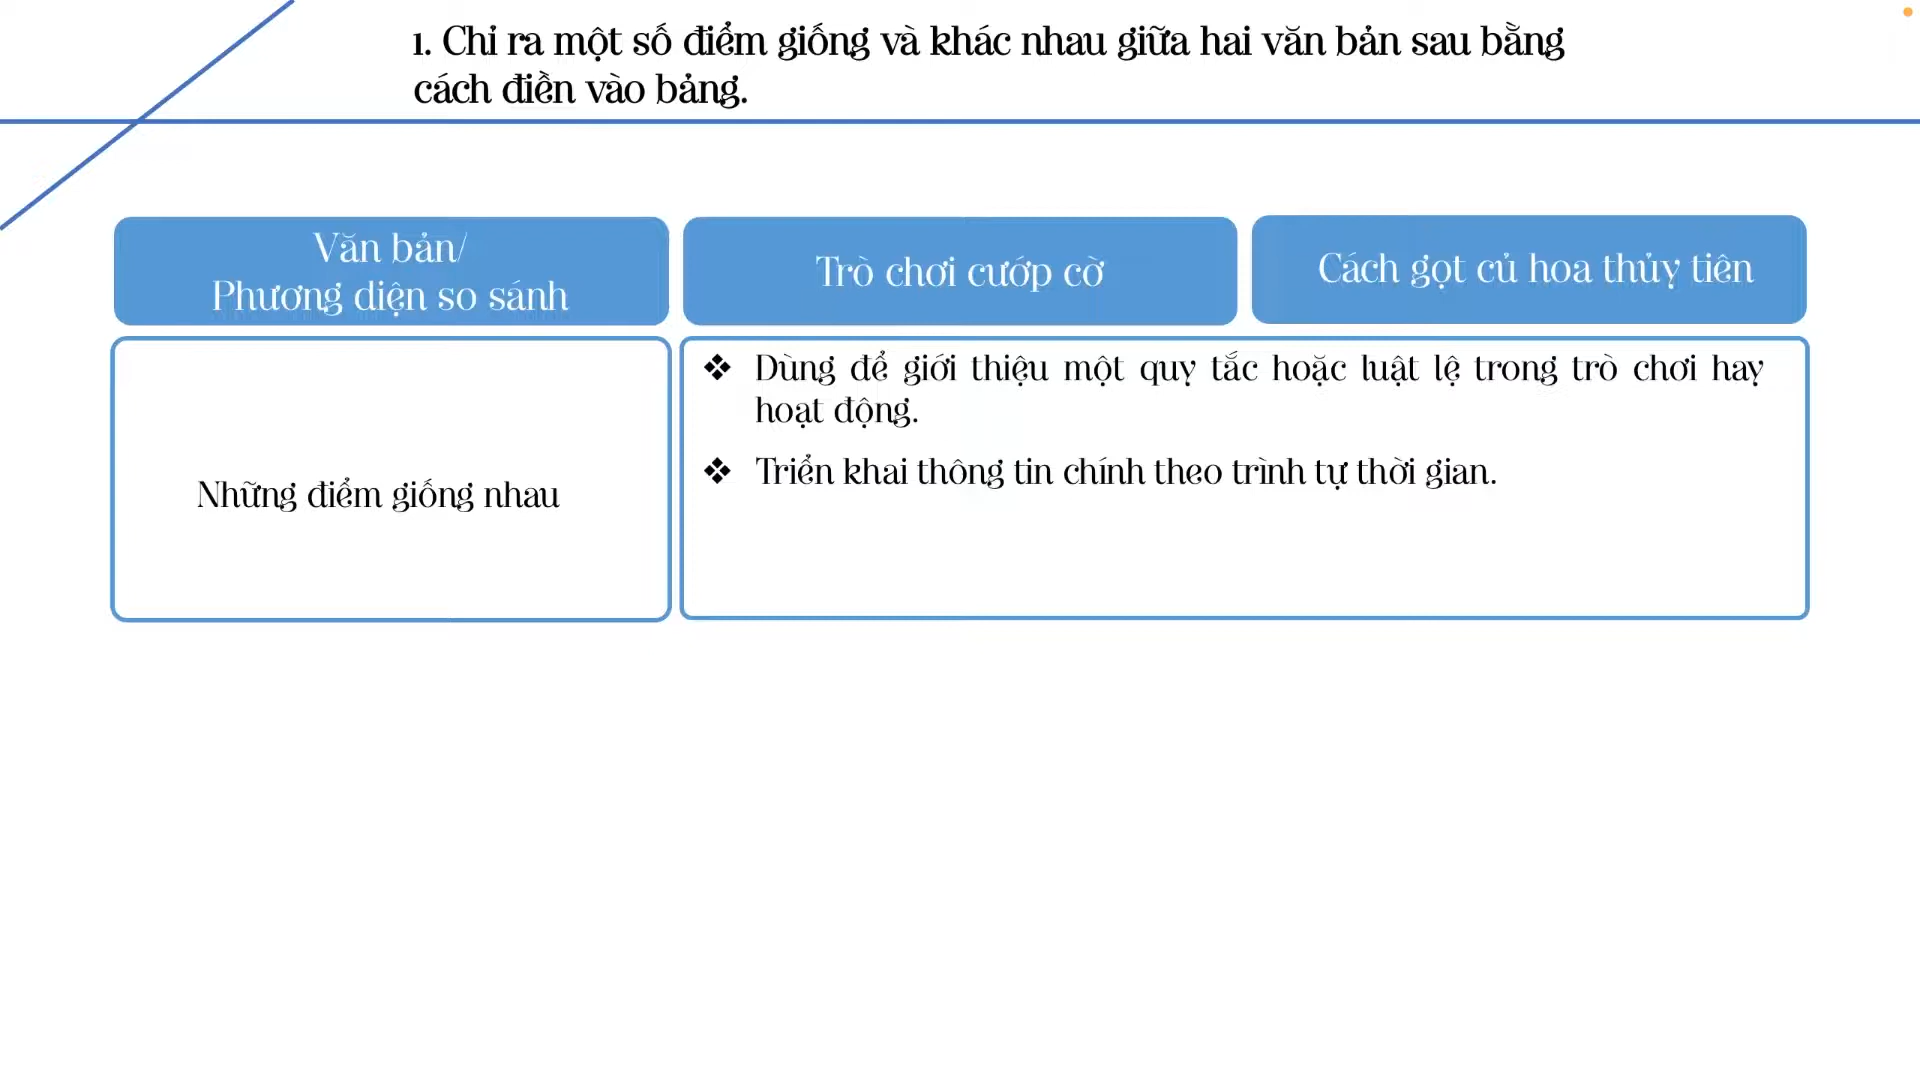 1. Chỉ ra một số điểm giống và khác nhau giữa hai văn bản sau bằng
cách điền vào bảng.
Văn bản/
Phương diện so sánh
Trò chơi cướp cờ
Cách gọt củ hoa thủy tiên
Những điểm giống nhau
❖ Dùng để giới thiệu một quy tắc hoặc luật lệ trong trò chơi hay
hoạt động.
❖ Triển khai thông tin chính theo trình tự thời gian.